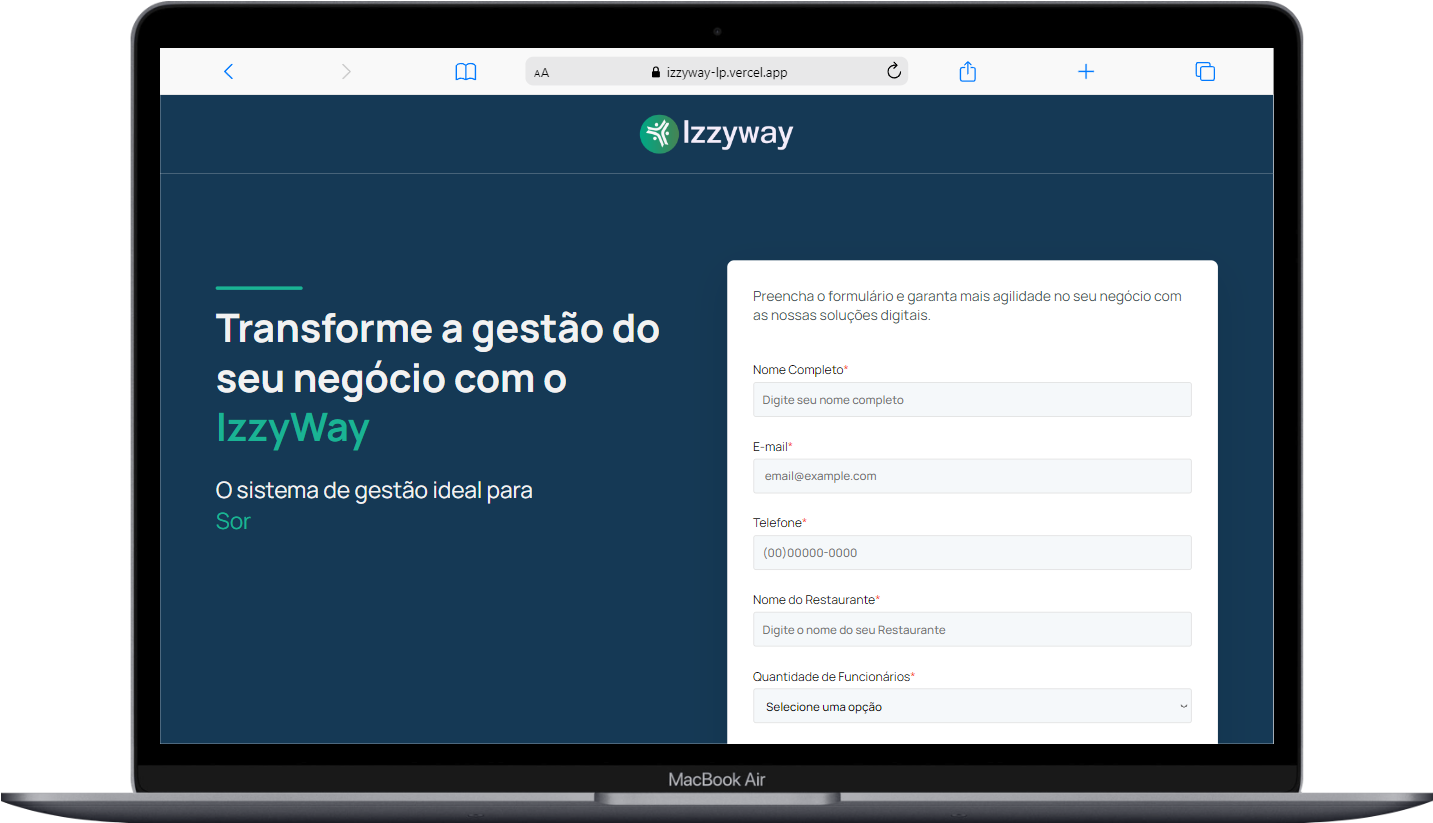 AA
izzyway-lp.vercel.app
Izzyway
Transforme a gestão do
seu negócio com o
IzzyWay
O sistema de gestão ideal para
Sor
Preencha o formulário e garanta mais agilidade no seu negócio com
as nossas soluções digitais.
Nome Completo*
Digite seu nome completo
E-mail*
email@example.com
Telefone*
(00)00000-0000
Nome do Restaurante*
Digite o nome do seu Restaurante
Quantidade de Funcionários*
Selecione uma opção
MacBook Air